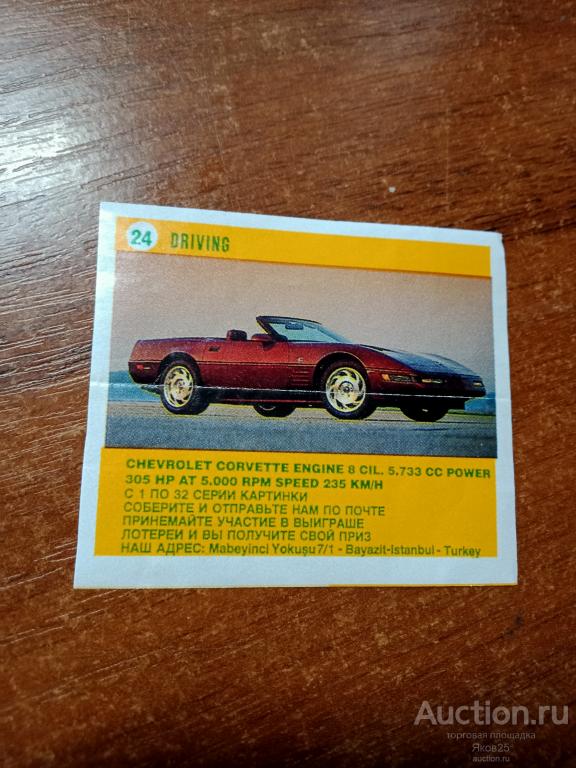 24 DRIVING
CHEVROLET CORVETTE ENGINE 8 CIL. 5.733 CC POWER
305 HP AT 5.000 RPM SPEED 235 KM/H
С 1 ПО 32 СЕРИИ КАРТИНКИ
СОБЕРИТЕ И ОТПРАВЬТЕ НАМ ПО ПОЧТЕ
ПРИНЕМАЙТЕ УЧАСТИЕ В ВЫИГРАШЕ
ЛОТЕРЕИ И ВЫ ПОЛУЧИТЕ СВОЙ ПРИЗ
НАШ АДРЕС: Mabeyinci Yokuşu 7/1 - Bayazit-Istanbul - Turkey
Auction.ru
торговая площадка
Яков25
auction.ru